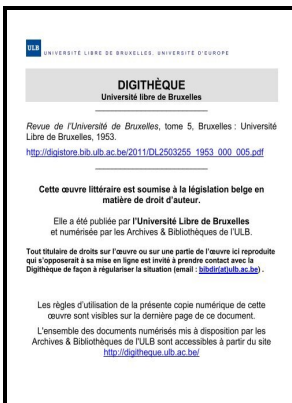 ULB UNIVERSITÉ LIBRE DE BRUXELLES, UNIVERSITÉ D'EUROPE
DIGITHÈQUE
Université libre de Bruxelles
Revue de l'Université de Bruxelles, tome 5, Bruxelles : Université
Libre de Bruxelles, 1953.
http://digistore.bib.ulb.ac.be/2011/DL2503255_1953_000_005.pdf
Cette œuvre littéraire est soumise à la législation belge en
matière de droit d'auteur.
Elle a été publiée par l'Université Libre de Bruxelles
et numérisée par les Archives & Bibliothèques de l'ULB.
Tout titulaire de droits sur l'œuvre ou sur une partie de l'œuvre ici reproduite
qui s'opposerait à sa mise en ligne est invité à prendre contact avec la
Digithèque de façon à régulariser la situation (email : bibdir(at)ulb.ac.be) .
Les règles d'utilisation de la présente copie numérique de cette
œuvre sont visibles sur la dernière page de ce document.
L'ensemble des documents numérisés mis à disposition par les
Archives & Bibliothèques de l'ULB sont accessibles à partir du site
http://digitheque.ulb.ac.be/